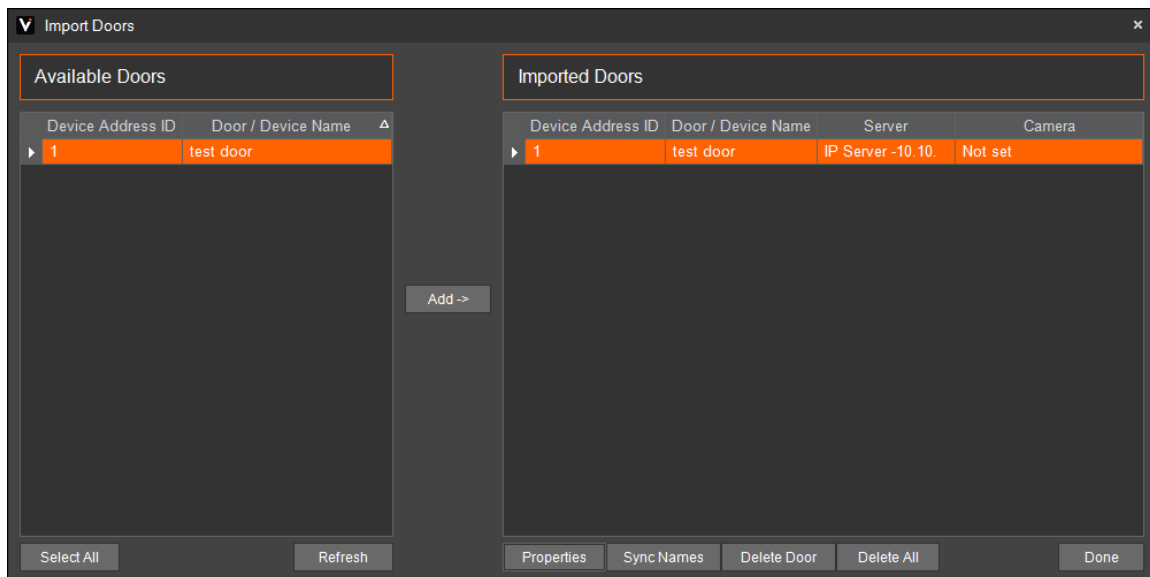 Import Doors
Available Doors
Device Address ID Door / Device Name
1 test door
Select All Refresh
Add ->
Imported Doors
Device Address ID Door / Device Name Server Camera
1 test door IP Server -10.10. Not set
Properties Sync Names Delete Door Delete All Done